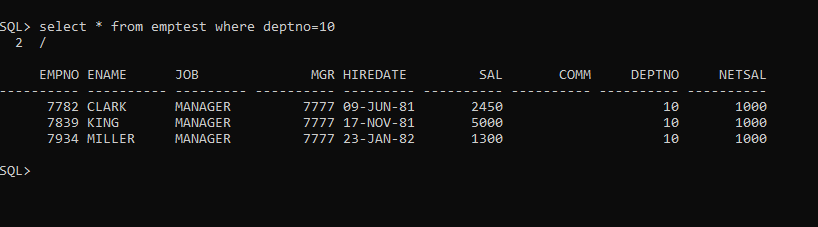 SQL> select * from emptest where deptno=10
  2  /
     EMPNO ENAME      JOB              MGR HIREDATE         SAL       COMM     DEPTNO     NETSAL
---------- ---------- --------- ---------- --------- ---------- ---------- ---------- ----------
      7782 CLARK      MANAGER         7777 09-JUN-81       2450                    10       1000
      7839 KING       MANAGER         7777 17-NOV-81       5000                    10       1000
      7934 MILLER     MANAGER         7777 23-JAN-82       1300                    10       1000
SQL>